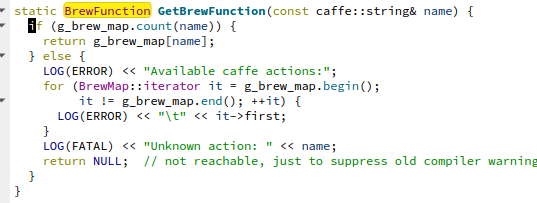 static BrewFunction GetBrewFunction(const caffe::string& name) {
  if (g_brew_map.count(name)) {
    return g_brew_map[name];
  } else {
    LOG(ERROR) << "Available caffe actions:";
    for (BrewMap::iterator it = g_brew_map.begin();
         it != g_brew_map.end(); ++it) {
      LOG(ERROR) << "\t" << it->first;
    }
    LOG(FATAL) << "Unknown action: " << name;
    return NULL;  // not reachable, just to suppress old compiler warning
  }
}